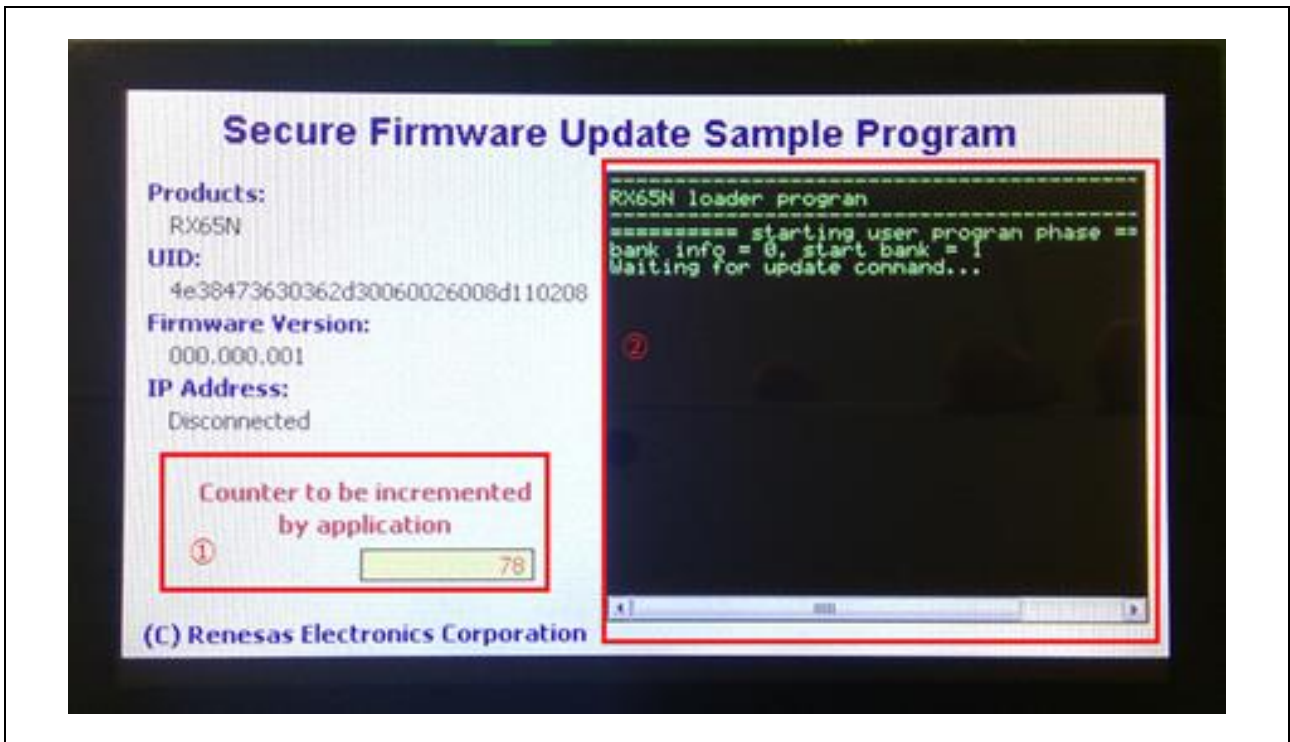 Secure Firmware Update Sample Program
Products:
RX65N
UID:
4e38473630362d30060026008d110208
Firmware Version:
000.000.001
IP Address:
Disconnected
Counter to be incremented
by application
①
78
(C) Renesas Electronics Corporation
----------------------------------------
RX65N loader program
----------------------------------------
========== starting user program phase ==
bank info = 0, start bank = 1
Waiting for update command...
②